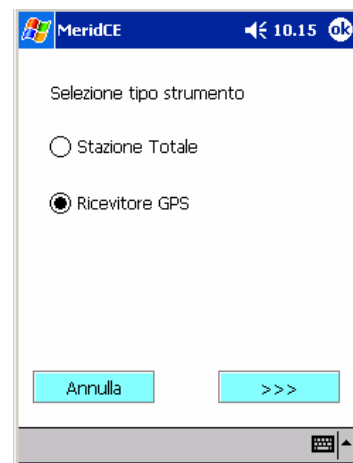 MeridCE 10.15 ok
Selezione tipo strumento
Stazione Totale
Ricevitore GPS
Annulla >>>